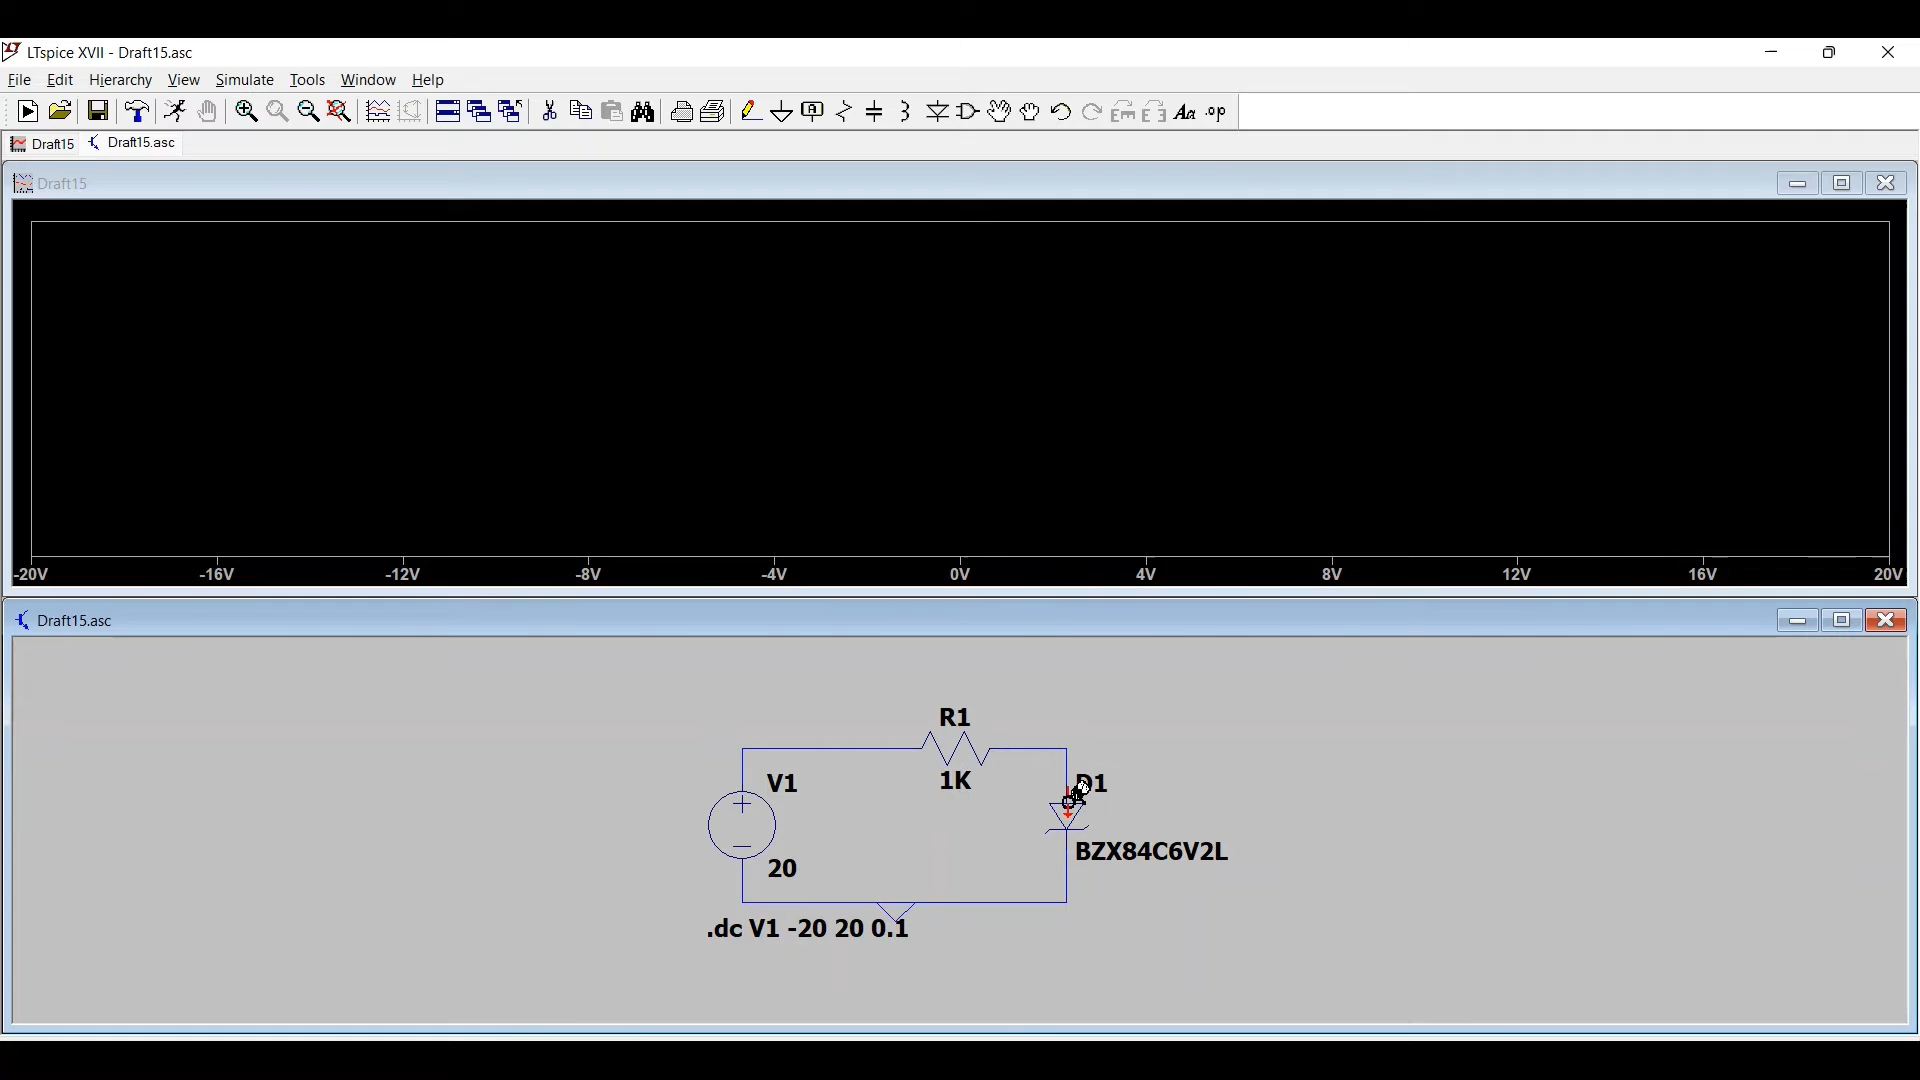 LTspice XVII - Draft15.asc
File Edit Hierarchy View Simulate Tools Window Help
A Aa .op
Draft15 Draft15.asc
Draft15
-20V -16V -12V -8V -4V 0V 4V 8V 12V 16V 20V
Draft15.asc
R1
V1 1K D1
BZX84C6V2L
20
.dc V1 -20 20 0.1